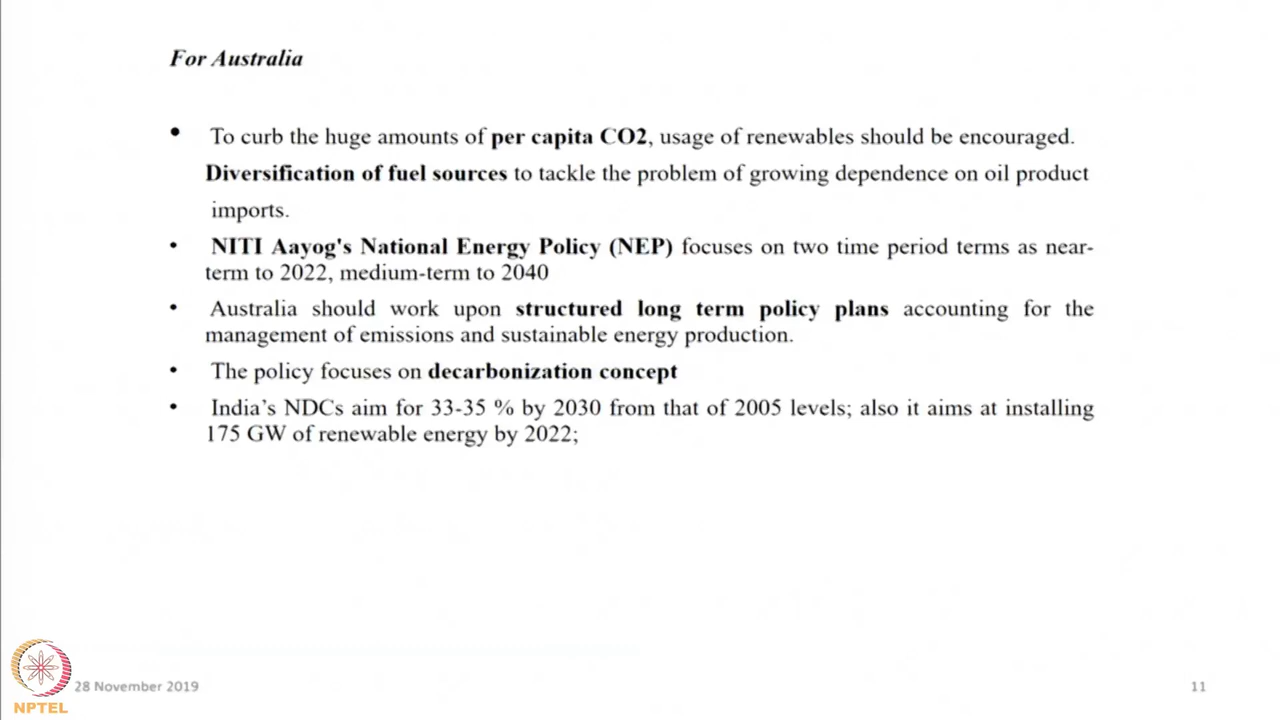 For Australia
• To curb the huge amounts of per capita CO2, usage of renewables should be encouraged.
Diversification of fuel sources to tackle the problem of growing dependence on oil product
imports.
• NITI Aayog's National Energy Policy (NEP) focuses on two time period terms as near-
term to 2022, medium-term to 2040
• Australia should work upon structured long term policy plans accounting for the
management of emissions and sustainable energy production.
• The policy focuses on decarbonization concept
• India’s NDCs aim for 33-35 % by 2030 from that of 2005 levels; also it aims at installing
175 GW of renewable energy by 2022;
28 November 2019
11
NPTEL